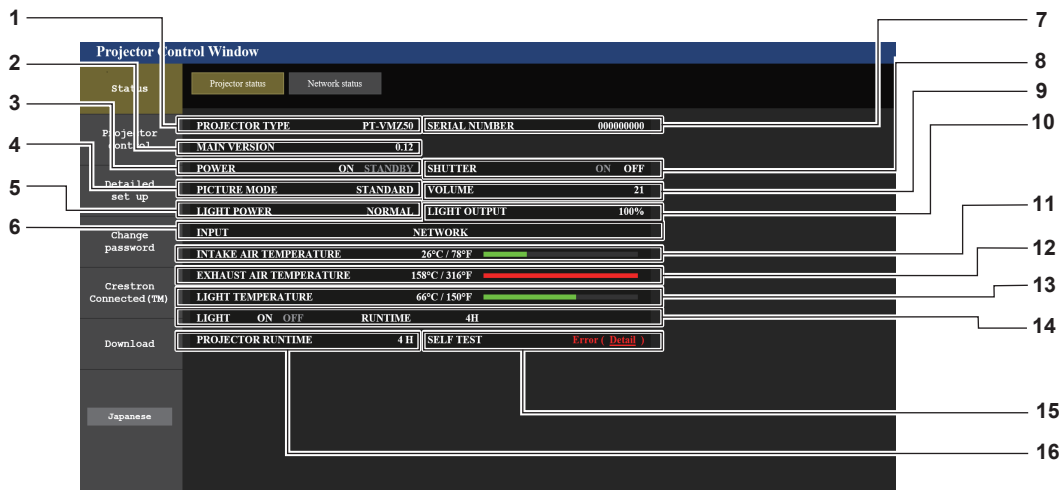 1
2
3
4
5
6
7
8
9
10
11
12
13
14
15
16
Projector Control Window
Status
Projector control
Detailed set up
Change password
Crestron Connected(TM)
Download
Japanese
Projector status Network status
PROJECTOR TYPE PT-VMZ50 SERIAL NUMBER 000000000
MAIN VERSION 0.12
POWER ON STANDBY SHUTTER ON OFF
PICTURE MODE STANDARD VOLUME 21
LIGHT POWER NORMAL LIGHT OUTPUT 100%
INPUT NETWORK
INTAKE AIR TEMPERATURE 26°C / 78°F
EXHAUST AIR TEMPERATURE 158°C / 316°F
LIGHT TEMPERATURE 66°C / 150°F
LIGHT ON OFF RUNTIME 4H
PROJECTOR RUNTIME 4 H SELF TEST Error ( Detail )